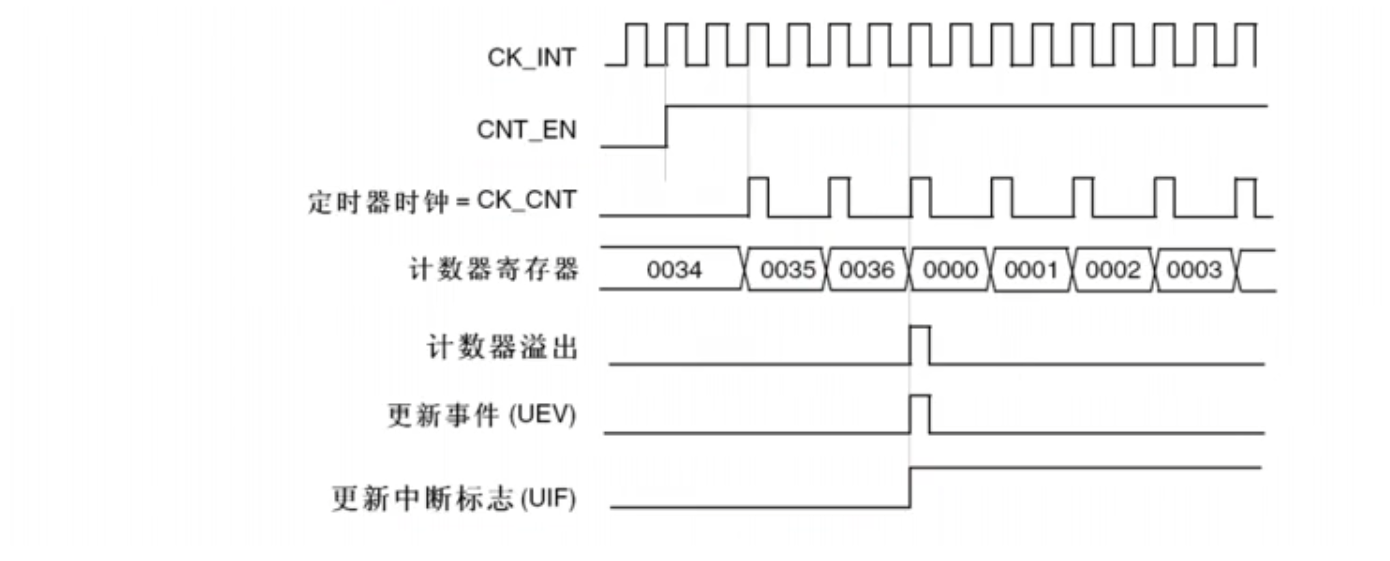 CK_INT
CNT_EN
定时器时钟 = CK_CNT
计数器寄存器 0034 0035 0036 0000 0001 0002 0003
计数器溢出
更新事件 (UEV)
更新中断标志 (UIF)